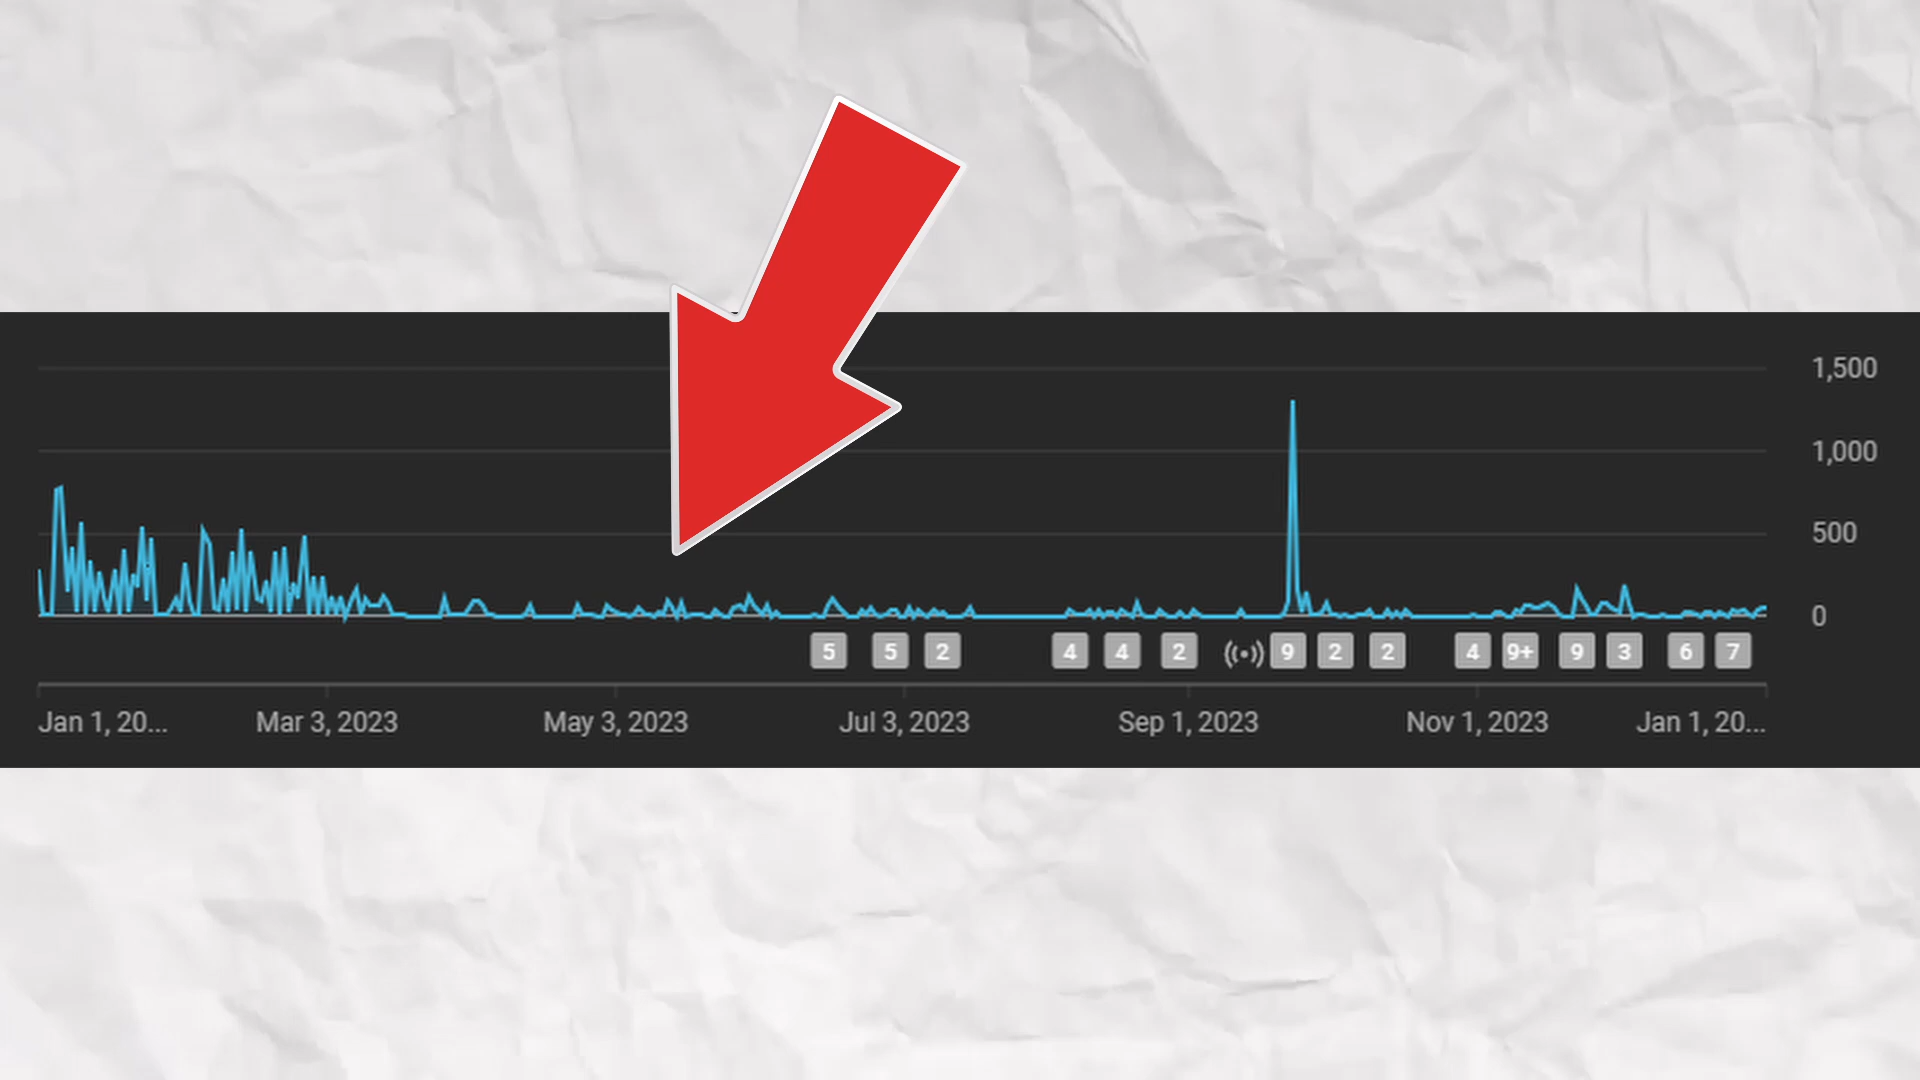 1,500
1,000
500
0
5 5 2 4 4 2 9 2 2 4 9+ 9 3 6 7
Jan 1, 20... Mar 3, 2023 May 3, 2023 Jul 3, 2023 Sep 1, 2023 Nov 1, 2023 Jan 1, 20...